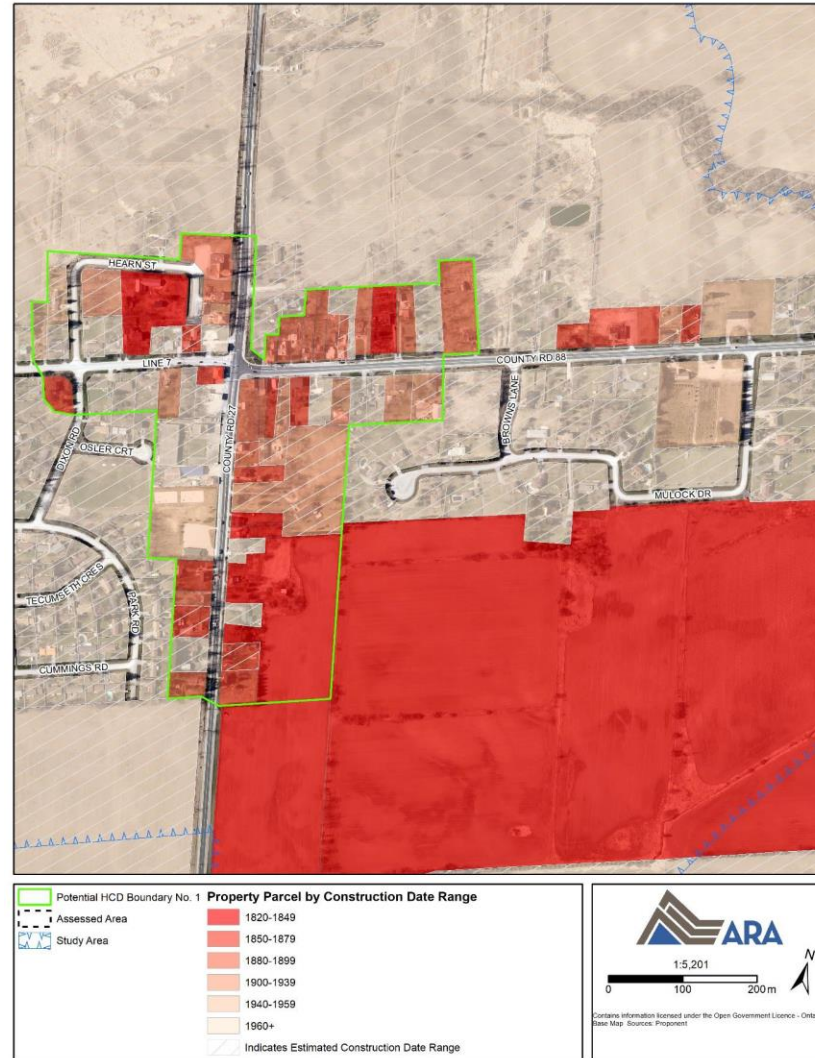 HEARN ST
LINE 7
COUNTY RD 88
COUNTY RD 27
BROWNS LANE
DIXON RD
OSLER CRT
MULOCK DR
TECUMSETH CRES
PARK RD
CUMMINGS RD
Potential HCD Boundary No. 1
Assessed Area
Study Area
Property Parcel by Construction Date Range
1820-1849
1850-1879
1880-1899
1900-1939
1940-1959
1960+
Indicates Estimated Construction Date Range
ARA
1:5,201
N
0 100 200 m
Contains information licensed under the Open Government Licence - Onta
Base Map Sources: Proponent